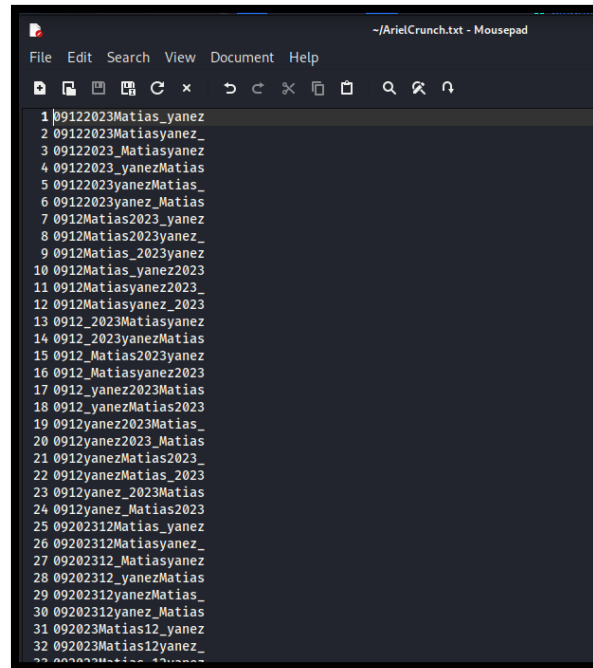 ~/ArielCrunch.txt - Mousepad
File Edit Search View Document Help
1 09122023Matias_yanez
2 09122023Matiasyanez_
3 09122023_Matiasyanez
4 09122023_yanezMatias
5 09122023yanezMatias_
6 09122023yanez_Matias
7 0912Matias2023_yanez
8 0912Matias2023yanez_
9 0912Matias_2023yanez
10 0912Matias_yanez2023
11 0912Matiasyanez2023_
12 0912Matiasyanez_2023
13 0912_2023Matiasyanez
14 0912_2023yanezMatias
15 0912_Matias2023yanez
16 0912_Matiasyanez2023
17 0912_yanez2023Matias
18 0912_yanezMatias2023
19 0912yanez2023Matias_
20 0912yanez2023_Matias
21 0912yanezMatias2023_
22 0912yanezMatias_2023
23 0912yanez_2023Matias
24 0912yanez_Matias2023
25 09202312Matias_yanez
26 09202312Matiasyanez_
27 09202312_Matiasyanez
28 09202312_yanezMatias
29 09202312yanezMatias_
30 09202312yanez_Matias
31 092023Matias12_yanez
32 092023Matias12yanez_
33 092023Matias_12yanez